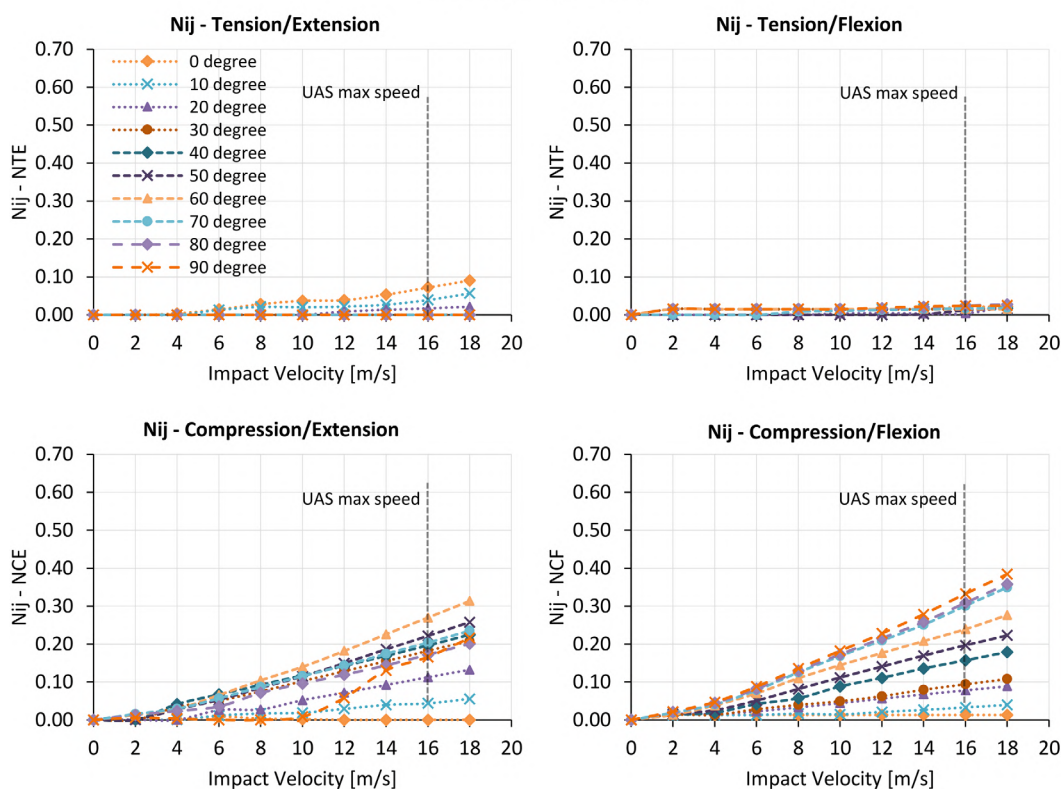 Nij - Tension/Extension
0.70
0.60
0.50
0.40
0.30
0.20
0.10
0.00
Nij - NTE
0 degree
10 degree
20 degree
30 degree
40 degree
50 degree
60 degree
70 degree
80 degree
90 degree
UAS max speed
0 2 4 6 8 10 12 14 16 18 20
Impact Velocity [m/s]
Nij - Tension/Flexion
0.70
0.60
0.50
0.40
0.30
0.20
0.10
0.00
Nij - NTF
UAS max speed
0 2 4 6 8 10 12 14 16 18 20
Impact Velocity [m/s]
Nij - Compression/Extension
0.70
0.60
0.50
0.40
0.30
0.20
0.10
0.00
Nij - NCE
UAS max speed
0 2 4 6 8 10 12 14 16 18 20
Impact Velocity [m/s]
Nij - Compression/Flexion
0.70
0.60
0.50
0.40
0.30
0.20
0.10
0.00
Nij - NCF
UAS max speed
0 2 4 6 8 10 12 14 16 18 20
Impact Velocity [m/s]